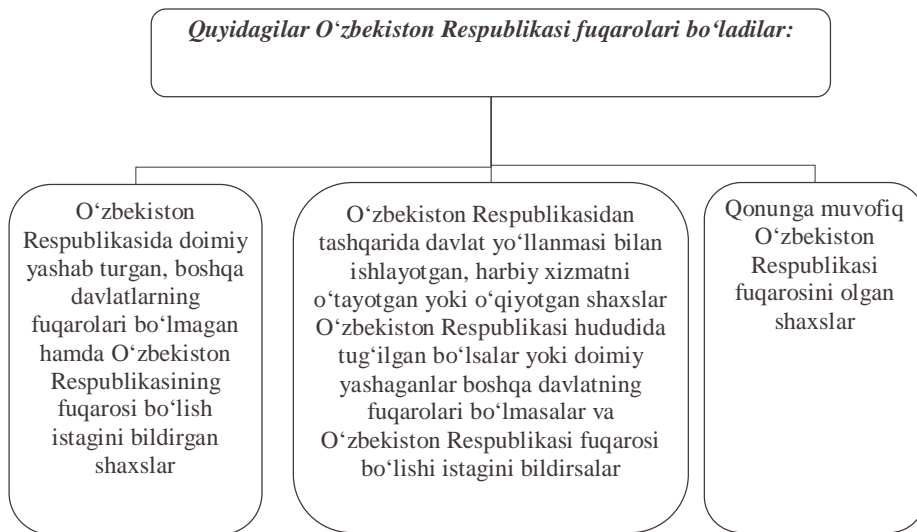 Quyidagilar O‘zbekiston Respublikasi fuqarolari bo‘ladilar:
O‘zbekiston
Respublikasida doimiy
yashab turgan, boshqa
davlatlarning
fuqarolari bo‘lmagan
hamda O‘zbekiston
Respublikasining
fuqarosi bo‘lish
istagini bildirgan
shaxslar
O‘zbekiston Respublikasidan
tashqarida davlat yo‘llanmasi bilan
ishlayotgan, harbiy xizmatni
o‘tayotgan yoki o‘qiyotgan shaxslar
O‘zbekiston Respublikasi hududida
tug‘ilgan bo‘lsalar yoki doimiy
yashaganlar boshqa davlatning
fuqarolari bo‘lmasalar va
O‘zbekiston Respublikasi fuqarosi
bo‘lishi istagini bildirsalar
Qonunga muvofiq
O‘zbekiston
Respublikasi
fuqarosini olgan
shaxslar